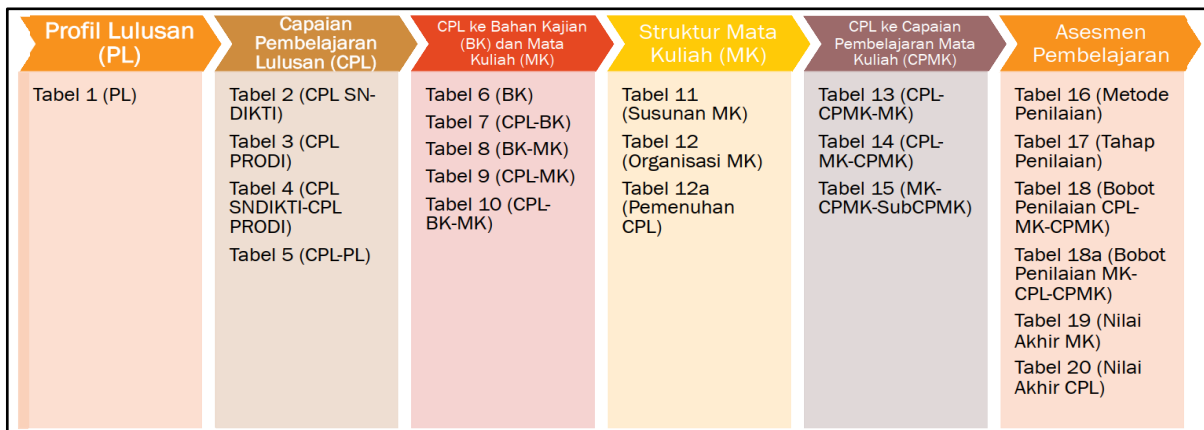 Profil Lulusan
(PL)
Tabel 1 (PL)
Capaian
Pembelajaran
Lulusan (CPL)
Tabel 2 (CPL SN-
DIKTI)
Tabel 3 (CPL
PRODI)
Tabel 4 (CPL
SNDIKTI-CPL
PRODI)
Tabel 5 (CPL-PL)
CPL ke Bahan Kajian
(BK) dan Mata
Kuliah (MK)
Tabel 6 (BK)
Tabel 7 (CPL-BK)
Tabel 8 (BK-MK)
Tabel 9 (CPL-MK)
Tabel 10 (CPL-
BK-MK)
Struktur Mata
Kuliah (MK)
Tabel 11
(Susunan MK)
Tabel 12
(Organisasi MK)
Tabel 12a
(Pemenuhan
CPL)
CPL ke Capaian
Pembelajaran Mata
Kuliah (CPMK)
Tabel 13 (CPL-
CPMK-MK)
Tabel 14 (CPL-
MK-CPMK)
Tabel 15 (MK-
CPMK-SubCPMK)
Asesmen
Pembelajaran
Tabel 16 (Metode
Penilaian)
Tabel 17 (Tahap
Penilaian)
Tabel 18 (Bobot
Penilaian CPL-
MK-CPMK)
Tabel 18a (Bobot
Penilaian MK-
CPL-CPMK)
Tabel 19 (Nilai
Akhir MK)
Tabel 20 (Nilai
Akhir CPL)